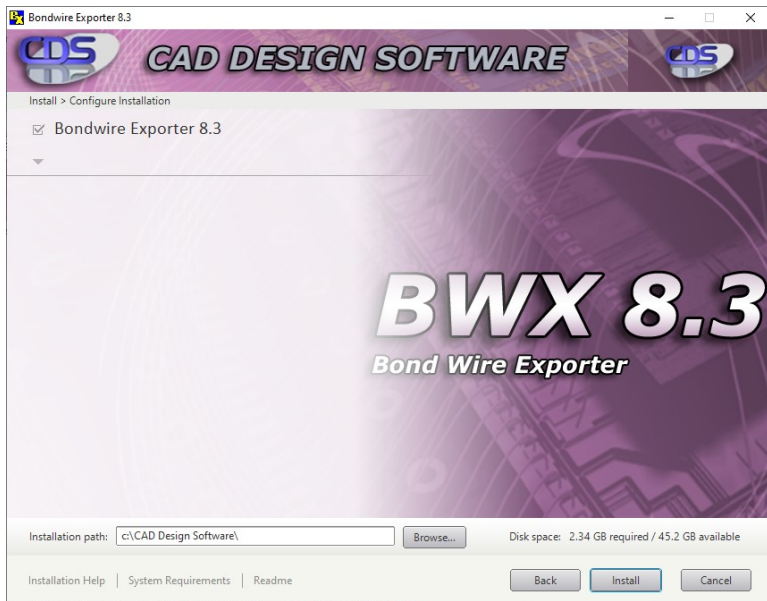 Bondwire Exporter 8.3
CDS CAD DESIGN SOFTWARE CDS
Install > Configure Installation
Bondwire Exporter 8.3
BWX 8.3
Bond Wire Exporter
Installation path: c:\CAD Design Software\ Browse... Disk space: 2.34 GB required / 45.2 GB available
Installation Help | System Requirements | Readme Back Install Cancel